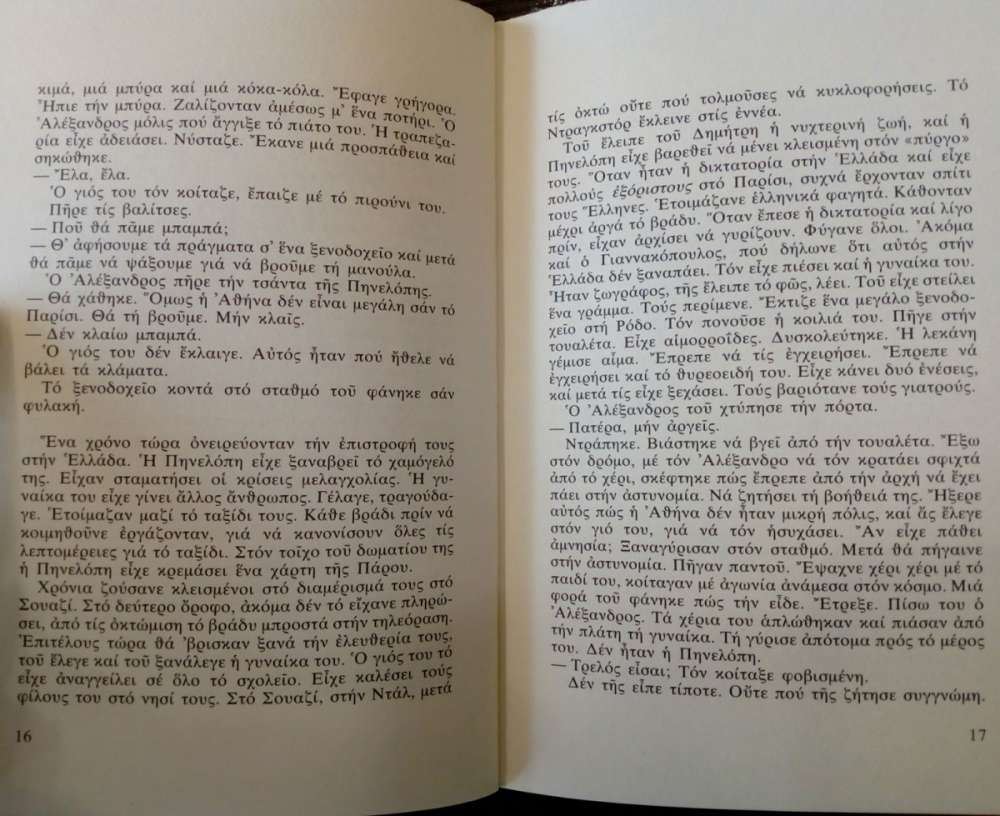 κιμά, μιά μπύρα καί μιά κόκα-κόλα. Ἔφαγε γρήγορα.
Ἤπιε τήν μπύρα. Ζαλίζονταν ἀμέσως μ’ ἕνα ποτήρι. Ὁ
Ἀλέξανδρος μόλις πού ἄγγιξε τό πιάτο του. Ἡ τραπεζα-
ρία εἶχε ἀδειάσει. Νύσταζε. Ἔκανε μιά προσπάθεια καί
σηκώθηκε.
— Ἔλα, ἔλα.
Ὁ γιός του τόν κοίταζε, ἔπαιζε μέ τό πιρούνι του.
Πῆρε τίς βαλίτσες.
— Ποῦ θά πᾶμε μπαμπά;
— Θ’ ἀφήσουμε τά πράγματα σ’ ἕνα ξενοδοχεῖο καί μετά
θά πᾶμε νά ψάξουμε γιά νά βροῦμε τή μανούλα.
Ὁ Ἀλέξανδρος πῆρε τήν τσάντα τῆς Πηνελόπης.
— Θά χάθηκε. Ὅμως ἡ Ἀθήνα δέν εἶναι μεγάλη σάν τό
Παρίσι. Θά τή βροῦμε. Μήν κλαῖς.
— Δέν κλαίω μπαμπά.
Ὁ γιός του δέν ἔκλαιγε. Αὐτός ἦταν πού ἤθελε νά
βάλει τά κλάματα.
Τό ξενοδοχεῖο κοντά στό σταθμό τοῦ φάνηκε σάν
φυλακή.
Ἕνα χρόνο τώρα ὀνειρεύονταν τήν ἐπιστροφή τους
στήν Ἑλλάδα. Ἡ Πηνελόπη εἶχε ξαναβρεῖ τό χαμόγελό
της. Εἶχαν σταματήσει οἱ κρίσεις μελαγχολίας. Ἡ γυ-
ναίκα του εἶχε γίνει ἄλλος ἄνθρωπος. Γέλαγε, τραγούδα-
γε. Ἑτοίμαζαν μαζί τό ταξίδι τους. Κάθε βράδι πρίν νά
κοιμηθοῦνε ἐργάζονταν, γιά νά κανονίσουν ὅλες τίς
λεπτομέρειες γιά τό ταξίδι. Στόν τοῖχο τοῦ δωματίου της
ἡ Πηνελόπη εἶχε κρεμάσει ἕνα χάρτη τῆς Πάρου.
Χρόνια ζούσανε κλεισμένοι στό διαμέρισμά τους στό
Σουαζί. Στό δεύτερο ὄροφο, ἀκόμα δέν τό εἴχανε πληρώ-
σει, ἀπό τίς ὀκτώμιση τό βράδυ μπροστά στήν τηλεόραση.
Ἐπιτέλους τώρα θά ’βρισκαν ξανά τήν ἐλευθερία τους,
τοῦ ἔλεγε καί τοῦ ξανάλεγε ἡ γυναίκα του. Ὁ γιός του τό
εἶχε ἀναγγείλει σέ ὅλο τό σχολεῖο. Εἶχε καλέσει τούς
φίλους του στό νησί τους. Στό Σουαζί, στήν Ντάλ, μετά
16
τίς ὀκτώ οὔτε πού τολμοῦσες νά κυκλοφορήσεις. Τό
Ντραγκστόρ ἔκλεινε στίς ἐννέα.
Τοῦ ἔλειπε τοῦ Δημήτρη ἡ νυχτερινή ζωή, καί ἡ
Πηνελόπη εἶχε βαρεθεῖ νά μένει κλεισμένη στόν «πύργο»
τους. Ὅταν ἦταν ἡ δικτατορία στήν Ἑλλάδα καί εἶχε
πολλούς ἐξόριστους στό Παρίσι, συχνά ἔρχονταν σπίτι
τους Ἕλληνες. Ἑτοιμάζανε ἑλληνικά φαγητά. Κάθονταν
μέχρι ἀργά τό βράδυ. Ὅταν ἔπεσε ἡ δικτατορία καί λίγο
πρίν, εἶχαν ἀρχίσει νά γυρίζουν. Φύγανε ὅλοι. Ἀκόμα
καί ὁ Γιαννακόπουλος, πού δήλωνε ὅτι αὐτός στήν
Ἑλλάδα δέν ξαναπάει. Τόν εἶχε πιέσει καί ἡ γυναίκα του.
Ἦταν ζωγράφος, τῆς ἔλειπε τό φῶς, λέει. Τοῦ εἶχε στείλει
ἕνα γράμμα. Τούς περίμενε. Ἔκτιζε ἕνα μεγάλο ξενοδο-
χεῖο στή Ρόδο. Τόν πονοῦσε ἡ κοιλιά του. Πῆγε στήν
τουαλέτα. Εἶχε αἱμορροΐδες. Δυσκολεύτηκε. Ἡ λεκάνη
γέμισε αἷμα. Ἔπρεπε νά τίς ἐγχειρήσει. Ἔπρεπε νά
ἐγχειρήσει καί τό θυρεοειδή του. Εἶχε κάνει δυό ἐνέσεις,
καί μετά τίς εἶχε ξεχάσει. Τούς βαριότανε τούς γιατρούς.
Ὁ Ἀλέξανδρος τοῦ χτύπησε τήν πόρτα.
— Πατέρα, μήν ἀργεῖς.
Ντράπηκε. Βιάστηκε νά βγεῖ ἀπό τήν τουαλέτα. Ἔξω
στόν δρόμο, μέ τόν Ἀλέξανδρο νά τόν κρατάει σφιχτά
ἀπό τό χέρι, σκέφτηκε πώς ἔπρεπε ἀπό τήν ἀρχή νά ἔχει
πάει στήν ἀστυνομία. Νά ζητήσει τή βοήθειά της. Ἤξερε
αὐτός πώς ἡ Ἀθήνα δέν ἦταν μικρή πόλις, καί ἄς ἔλεγε
στόν γιό του, γιά νά τόν ἡσυχάσει. Ἄν εἶχε πάθει
ἀμνησία; Ξαναγύρισαν στόν σταθμό. Μετά θά πήγαινε
στήν ἀστυνομία. Πῆγαν παντοῦ. Ἔψαχνε χέρι χέρι μέ τό
παιδί του, κοίταγαν μέ ἀγωνία ἀνάμεσα στόν κόσμο. Μιά
φορά τοῦ φάνηκε πώς τήν εἶδε. Ἔτρεξε. Πίσω του ὁ
Ἀλέξανδρος. Τά χέρια του ἁπλώθηκαν καί πιάσαν ἀπό
τήν πλάτη τή γυναίκα. Τή γύρισε ἀπότομα πρός τό μέρος
του. Δέν ἦταν ἡ Πηνελόπη.
— Τρελός εἶσαι; Τόν κοίταξε φοβισμένη.
Δέν τῆς εἶπε τίποτε. Οὔτε πού τῆς ζήτησε συγγνώμη.
17